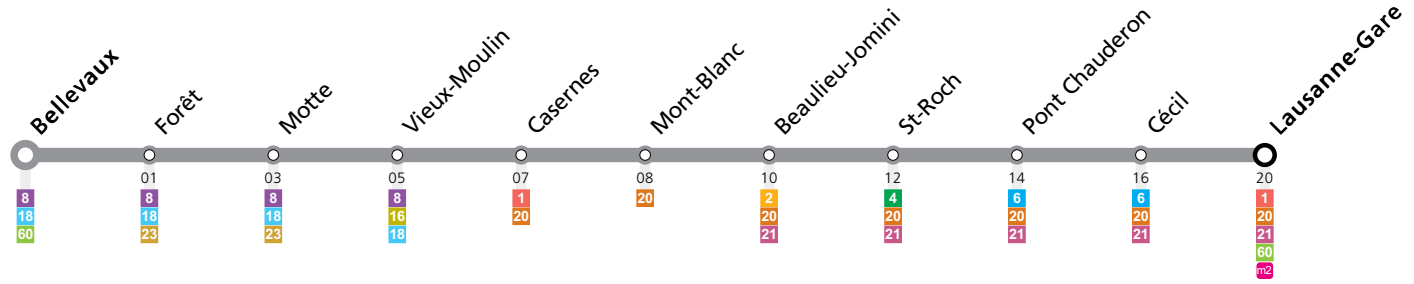 Bellevaux
Forêt
Motte
Vieux-Moulin
Casernes
Mont-Blanc
Beaulieu-Jomini
St-Roch
Pont Chauderon
Cécil
Lausanne-Gare
01 03 05 07 08 10 12 14 16 20
8 8 8 8 1 20 2 4 6 6 1
18 18 18 16 20 20 20 20 20 20
60 23 23 18 21 21 21 21 21
60
m2